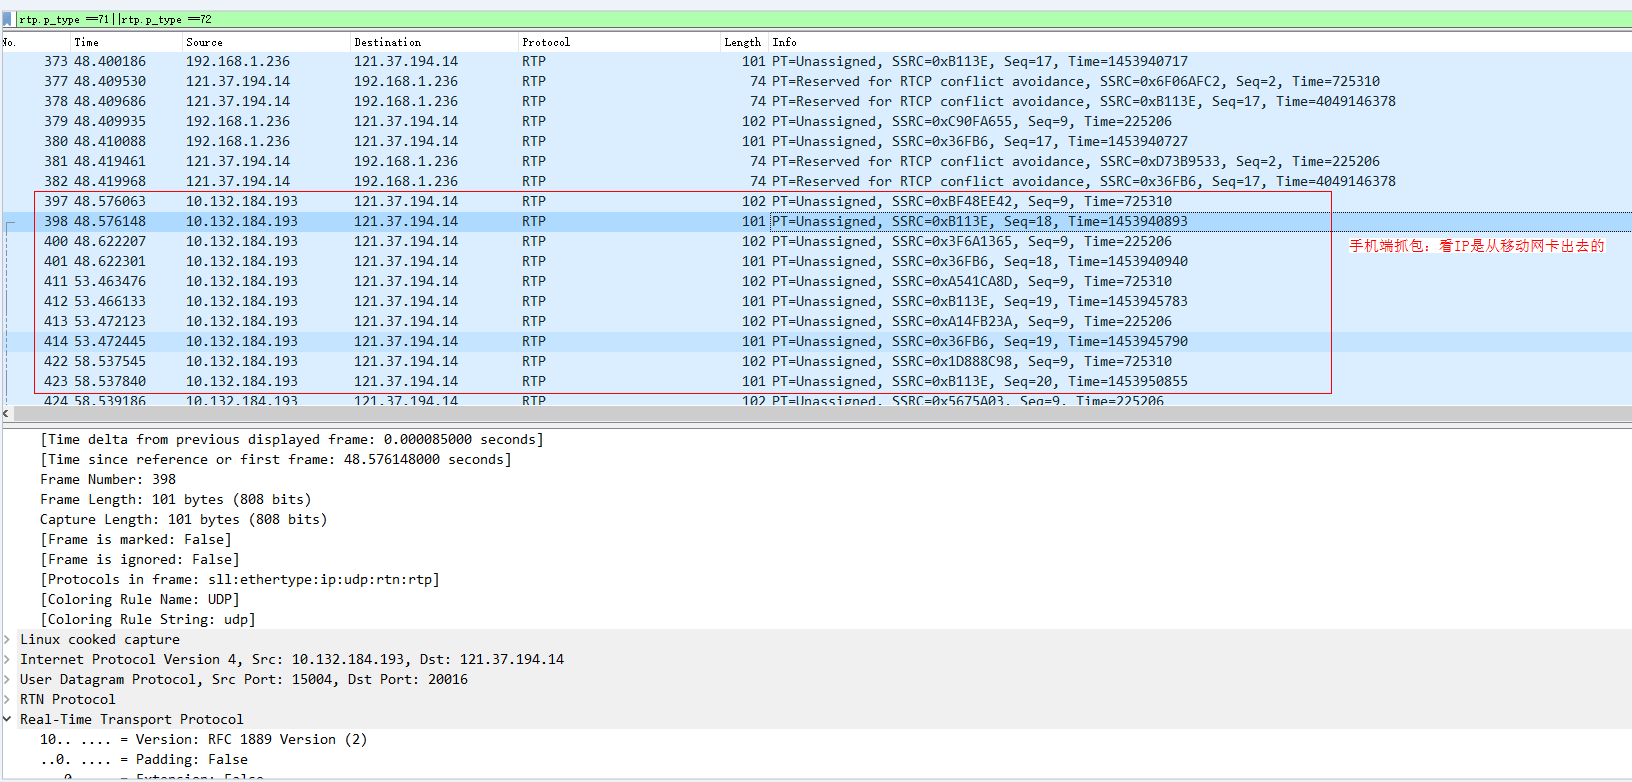 rtp.p_type ==71||rtp.p_type ==72
No. Time Source Destination Protocol Length Info
373 48.400186 192.168.1.236 121.37.194.14 RTP 101 PT=Unassigned, SSRC=0xB113E, Seq=17, Time=1453940717
377 48.409530 121.37.194.14 192.168.1.236 RTP 74 PT=Reserved for RTCP conflict avoidance, SSRC=0x6F06AFC2, Seq=2, Time=725310
378 48.409686 121.37.194.14 192.168.1.236 RTP 74 PT=Reserved for RTCP conflict avoidance, SSRC=0xB113E, Seq=17, Time=4049146378
379 48.409935 192.168.1.236 121.37.194.14 RTP 102 PT=Unassigned, SSRC=0xC90FA655, Seq=9, Time=225206
380 48.410088 192.168.1.236 121.37.194.14 RTP 101 PT=Unassigned, SSRC=0x36FB6, Seq=17, Time=1453940727
381 48.419461 121.37.194.14 192.168.1.236 RTP 74 PT=Reserved for RTCP conflict avoidance, SSRC=0xD73B9533, Seq=2, Time=225206
382 48.419968 121.37.194.14 192.168.1.236 RTP 74 PT=Reserved for RTCP conflict avoidance, SSRC=0x36FB6, Seq=17, Time=4049146378
397 48.576063 10.132.184.193 121.37.194.14 RTP 102 PT=Unassigned, SSRC=0xBF48EE42, Seq=9, Time=725310
398 48.576148 10.132.184.193 121.37.194.14 RTP 101 PT=Unassigned, SSRC=0xB113E, Seq=18, Time=1453940893
400 48.622207 10.132.184.193 121.37.194.14 RTP 102 PT=Unassigned, SSRC=0x3F6A1365, Seq=9, Time=225206
手机端抓包：看IP是从移动网卡出去的
401 48.622301 10.132.184.193 121.37.194.14 RTP 101 PT=Unassigned, SSRC=0x36FB6, Seq=18, Time=1453940940
411 53.463476 10.132.184.193 121.37.194.14 RTP 102 PT=Unassigned, SSRC=0xA541CA8D, Seq=9, Time=725310
412 53.466133 10.132.184.193 121.37.194.14 RTP 101 PT=Unassigned, SSRC=0xB113E, Seq=19, Time=1453945783
413 53.472123 10.132.184.193 121.37.194.14 RTP 102 PT=Unassigned, SSRC=0xA14FB23A, Seq=9, Time=225206
414 53.472445 10.132.184.193 121.37.194.14 RTP 101 PT=Unassigned, SSRC=0x36FB6, Seq=19, Time=1453945790
422 58.537545 10.132.184.193 121.37.194.14 RTP 102 PT=Unassigned, SSRC=0x1D888C98, Seq=9, Time=725310
423 58.537840 10.132.184.193 121.37.194.14 RTP 101 PT=Unassigned, SSRC=0xB113E, Seq=20, Time=1453950855
424 58.539186 10.132.184.193 121.37.194.14 RTP 102 PT=Unassigned, SSRC=0x5675A03, Seq=9, Time=225206
[Time delta from previous displayed frame: 0.000085000 seconds]
[Time since reference or first frame: 48.576148000 seconds]
Frame Number: 398
Frame Length: 101 bytes (808 bits)
Capture Length: 101 bytes (808 bits)
[Frame is marked: False]
[Frame is ignored: False]
[Protocols in frame: sll:ethertype:ip:udp:rtn:rtp]
[Coloring Rule Name: UDP]
[Coloring Rule String: udp]
Linux cooked capture
Internet Protocol Version 4, Src: 10.132.184.193, Dst: 121.37.194.14
User Datagram Protocol, Src Port: 15004, Dst Port: 20016
RTN Protocol
Real-Time Transport Protocol
10.. .... = Version: RFC 1889 Version (2)
..0. .... = Padding: False
...0 .... = Extension: False